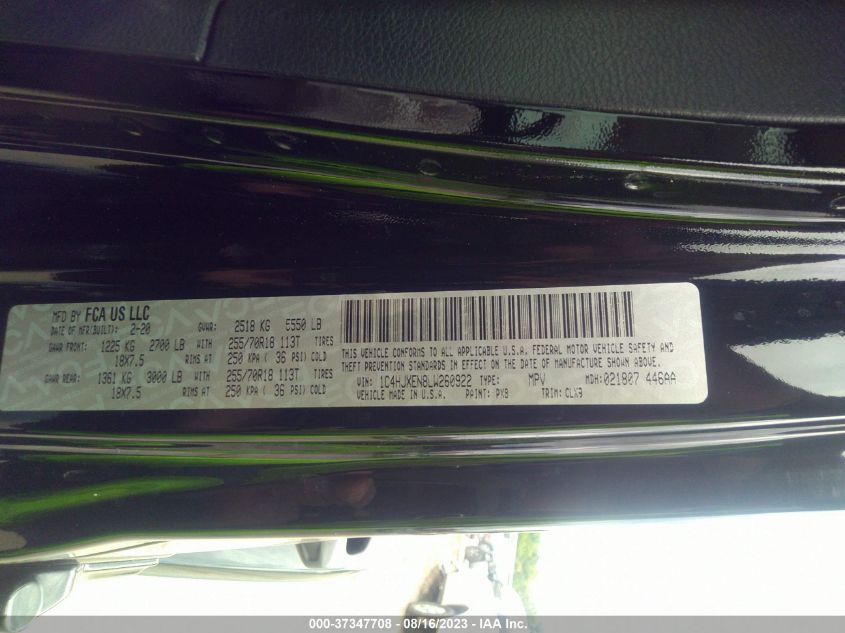 MFD BY FCA US LLC
DATE OF MFR(BUILT): 2-20 GVWR: 2518 KG 5550 LB
GAWR FRONT: 1225 KG 2700 LB WITH 255/70R18 113T TIRES
18X7.5 RIMS AT 250 KPA ( 36 PSI) COLD
GAWR REAR: 1361 KG 3000 LB WITH 255/70R18 113T TIRES
18X7.5 RIMS AT 250 KPA ( 36 PSI) COLD
THIS VEHICLE CONFORMS TO ALL APPLICABLE U.S.A. FEDERAL MOTOR VEHICLE SAFETY AND
THEFT PREVENTION STANDARDS IN EFFECT ON THE DATE OF MANUFACTURE SHOWN ABOVE.
VIN: 1C4HJXEN8LW260922 TYPE: MPV MDH: 021807 446AA
VEHICLE MADE IN U.S.A. PAINT: PX8 TRIM: CLX9
000-37347708 - 08/16/2023 - IAA Inc.